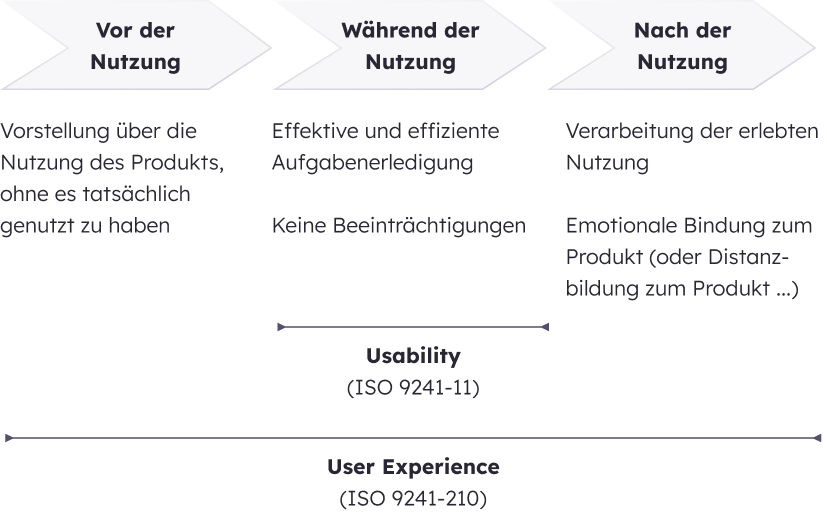 Vor der
Nutzung
Während der
Nutzung
Nach der
Nutzung
Vorstellung über die
Nutzung des Produkts,
ohne es tatsächlich
genutzt zu haben
Effektive und effiziente
Aufgabenerledigung
Keine Beeinträchtigungen
Verarbeitung der erlebten
Nutzung
Emotionale Bindung zum
Produkt (oder Distanz-
bildung zum Produkt ...)
Usability
(ISO 9241-11)
User Experience
(ISO 9241-210)